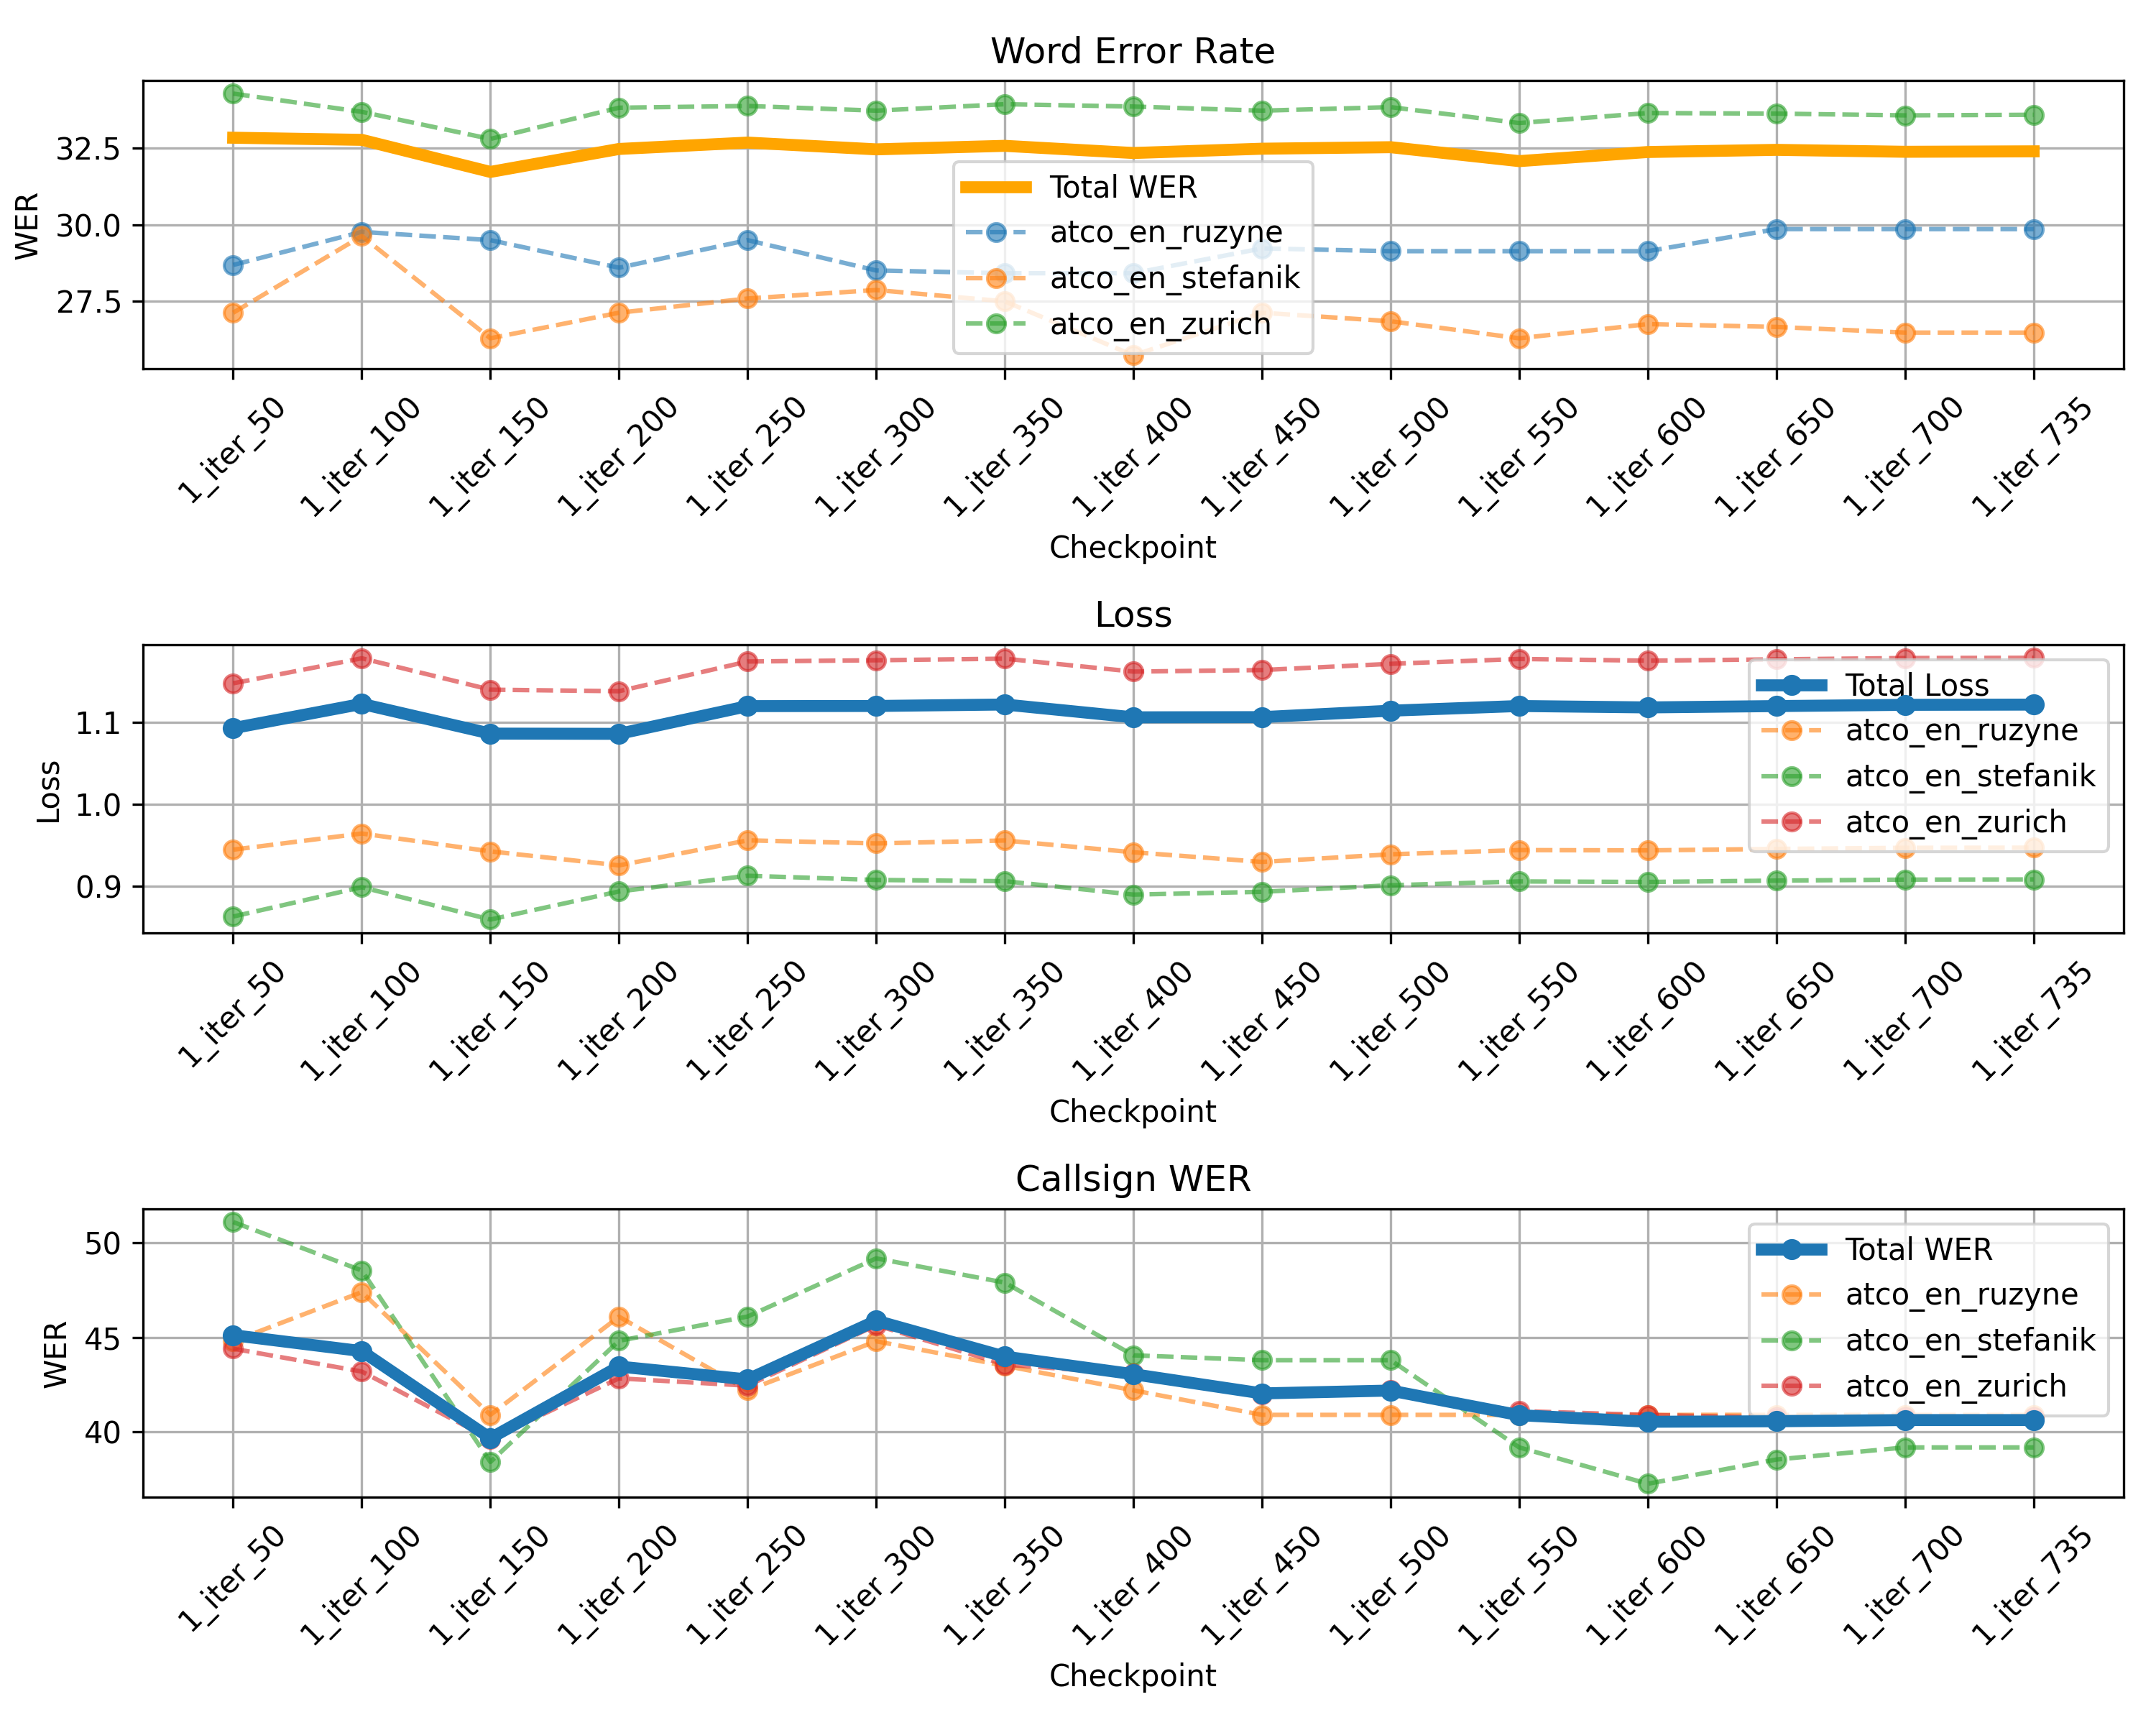 Word Error Rate
WER
32.5
30.0
27.5
Total WER
atco_en_ruzyne
atco_en_stefanik
atco_en_zurich
1_iter_50
1_iter_100
1_iter_150
1_iter_200
1_iter_250
1_iter_300
1_iter_350
1_iter_400
1_iter_450
1_iter_500
1_iter_550
1_iter_600
1_iter_650
1_iter_700
1_iter_735
Checkpoint
Loss
Loss
1.1
1.0
0.9
Total Loss
atco_en_ruzyne
atco_en_stefanik
atco_en_zurich
1_iter_50
1_iter_100
1_iter_150
1_iter_200
1_iter_250
1_iter_300
1_iter_350
1_iter_400
1_iter_450
1_iter_500
1_iter_550
1_iter_600
1_iter_650
1_iter_700
1_iter_735
Checkpoint
Callsign WER
WER
50
45
40
Total WER
atco_en_ruzyne
atco_en_stefanik
atco_en_zurich
1_iter_50
1_iter_100
1_iter_150
1_iter_200
1_iter_250
1_iter_300
1_iter_350
1_iter_400
1_iter_450
1_iter_500
1_iter_550
1_iter_600
1_iter_650
1_iter_700
1_iter_735
Checkpoint